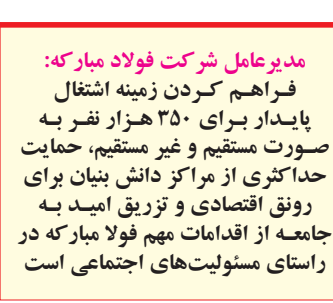 مدیرعامل شرکت فولاد مبارکه:
فراهم کردن زمینه اشتغال
پایدار برای ۳۵۰ هزار نفر به
صورت مستقیم و غیر مستقیم، حمایت
حداکثری از مراکز دانش بنیان برای
رونق اقتصادی و تزریق امید به
جامعه از اقدامات مهم فولا مبارکه در
راستای مسئولیت‌های اجتماعی است